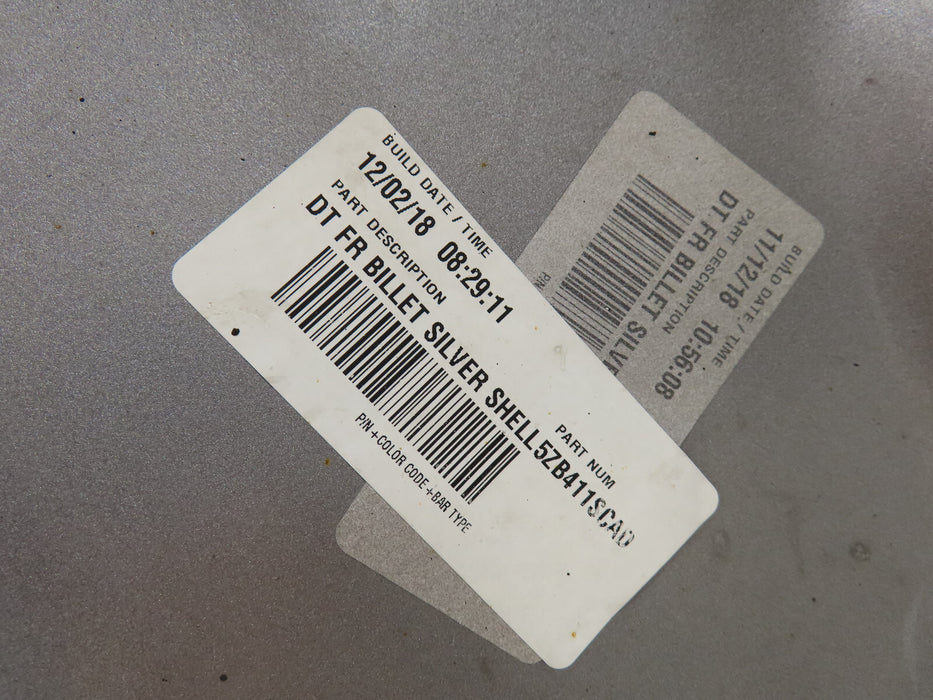 BUILD DATE / TIME
12/02/18 08:29:11
PART DESCRIPTION
DT FR BILLET SILVER SHELL
PART NUM
5ZB411SCAD
P/N +COLOR CODE +BAR TYPE
BUILD DATE / TIME
11/12/18 10:56:08
PART DESCRIPTION
DT FR BILLET SILVE
P/N